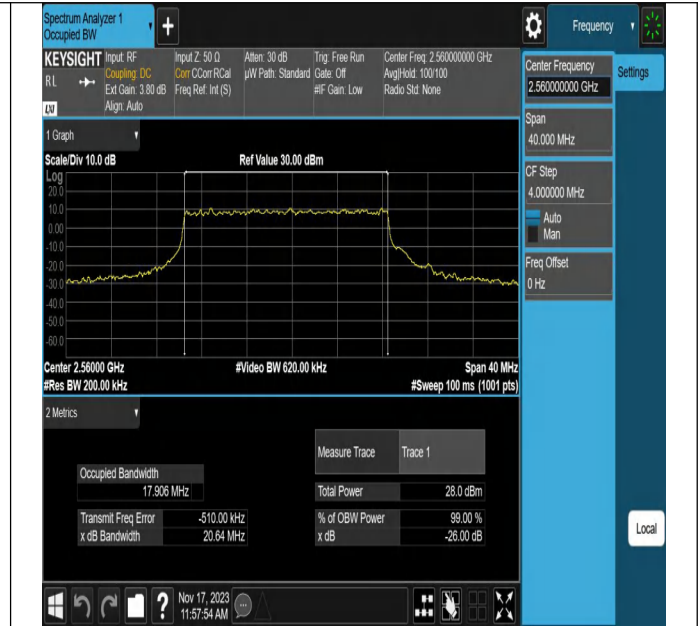 Spectrum Analyzer 1
Occupied BW
+
Frequency
KEYSIGHT
RL
LXI
Input: RF
Coupling: DC
Ext Gain: 3.80 dB
Align: Auto
Input Z: 50 Ω
Corr CCorr RCal
Freq Ref: Int (S)
Atten: 30 dB
µW Path: Standard
Trig: Free Run
Gate: Off
#IF Gain: Low
Center Freq: 2.560000000 GHz
Avg|Hold: 100/100
Radio Std: None
Center Frequency
2.560000000 GHz
Settings
Span
40.000 MHz
CF Step
4.000000 MHz
Auto
Man
Freq Offset
0 Hz
Local
1 Graph
Scale/Div 10.0 dB
Ref Value 30.00 dBm
Log
20.0
10.0
0.00
-10.0
-20.0
-30.0
-40.0
-50.0
-60.0
Center 2.56000 GHz
#Video BW 620.00 kHz
Span 40 MHz
#Res BW 200.00 kHz
#Sweep 100 ms (1001 pts)
2 Metrics
Measure Trace Trace 1
Occupied Bandwidth
17.906 MHz
Total Power 28.0 dBm
Transmit Freq Error -510.00 kHz
% of OBW Power 99.00 %
x dB Bandwidth 20.64 MHz
x dB -26.00 dB
?
Nov 17, 2023
11:57:54 AM